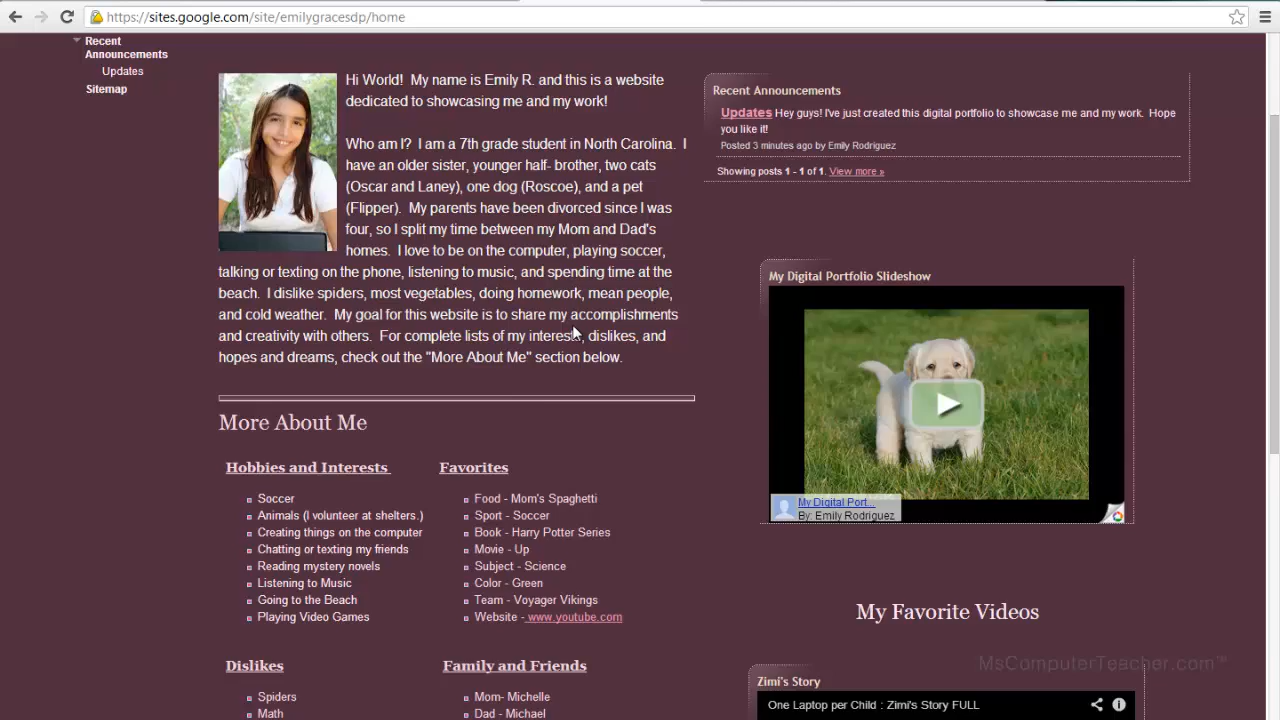 https://sites.google.com/site/emilygracesdp/home
Recent
Announcements
Updates
Sitemap
Hi World!  My name is Emily R. and this is a website
dedicated to showcasing me and my work!
Who am I?  I am a 7th grade student in North Carolina.  I
have an older sister, younger half- brother, two cats
(Oscar and Laney), one dog (Roscoe), and a pet
(Flipper).  My parents have been divorced since I was
four, so I split my time between my Mom and Dad's
homes.  I love to be on the computer, playing soccer,
talking or texting on the phone, listening to music, and spending time at the
beach.  I dislike spiders, most vegetables, doing homework, mean people,
and cold weather.  My goal for this website is to share my accomplishments
and creativity with others.  For complete lists of my interests, dislikes, and
hopes and dreams, check out the "More About Me" section below.
More About Me
Hobbies and Interests
Soccer
Animals (I volunteer at shelters.)
Creating things on the computer
Chatting or texting my friends
Reading mystery novels
Listening to Music
Going to the Beach
Playing Video Games
Favorites
Food - Mom's Spaghetti
Sport - Soccer
Book - Harry Potter Series
Movie - Up
Subject - Science
Color - Green
Team - Voyager Vikings
Website - www.youtube.com
Dislikes
Spiders
Math
Family and Friends
Mom- Michelle
Dad - Michael
Recent Announcements
Updates Hey guys! I've just created this digital portfolio to showcase me and my work.  Hope
you like it!
Posted 3 minutes ago by Emily Rodriguez
Showing posts 1 - 1 of 1. View more »
My Digital Portfolio Slideshow
My Digital Port...
By: Emily Rodriguez
My Favorite Videos
MsComputerTeacher.com™
Zimi's Story
One Laptop per Child : Zimi's Story FULL